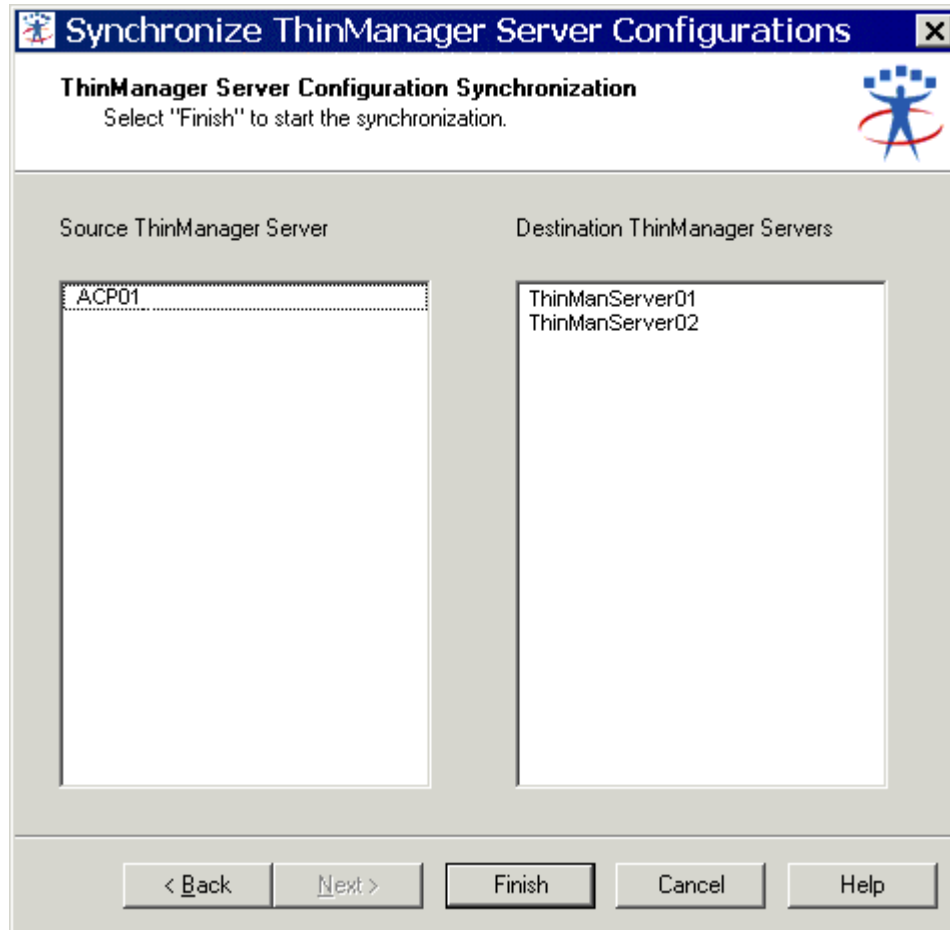 Synchronize ThinManager Server Configurations
ThinManager Server Configuration Synchronization
Select "Finish" to start the synchronization.
Source ThinManager Server
Destination ThinManager Servers
ACP01
ThinManServer01
ThinManServer02
< Back
Next >
Finish
Cancel
Help